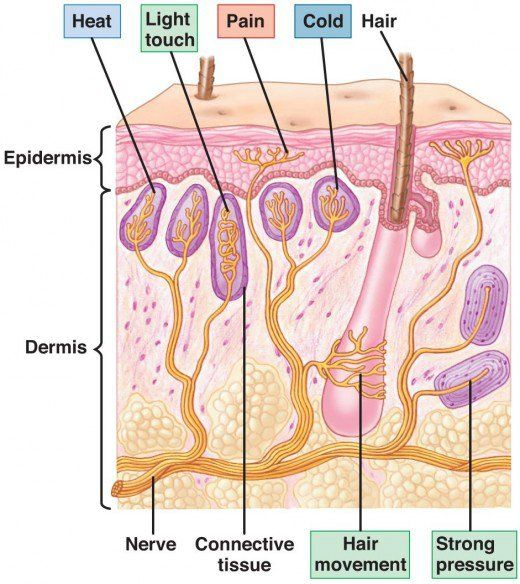 Heat
Light
touch
Pain
Cold
Hair
Epidermis
Dermis
Nerve
Connective
tissue
Hair
movement
Strong
pressure